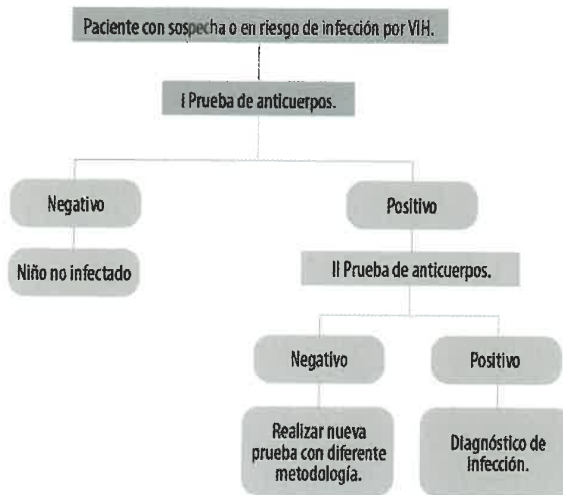 Paciente con sospecha o en riesgo de infección por VIH.
I Prueba de anticuerpos.
Negativo
Positivo
Niño no infectado
II Prueba de anticuerpos.
Negativo
Positivo
Realizar nueva
prueba con diferente
metodología.
Diagnóstico de
infección.